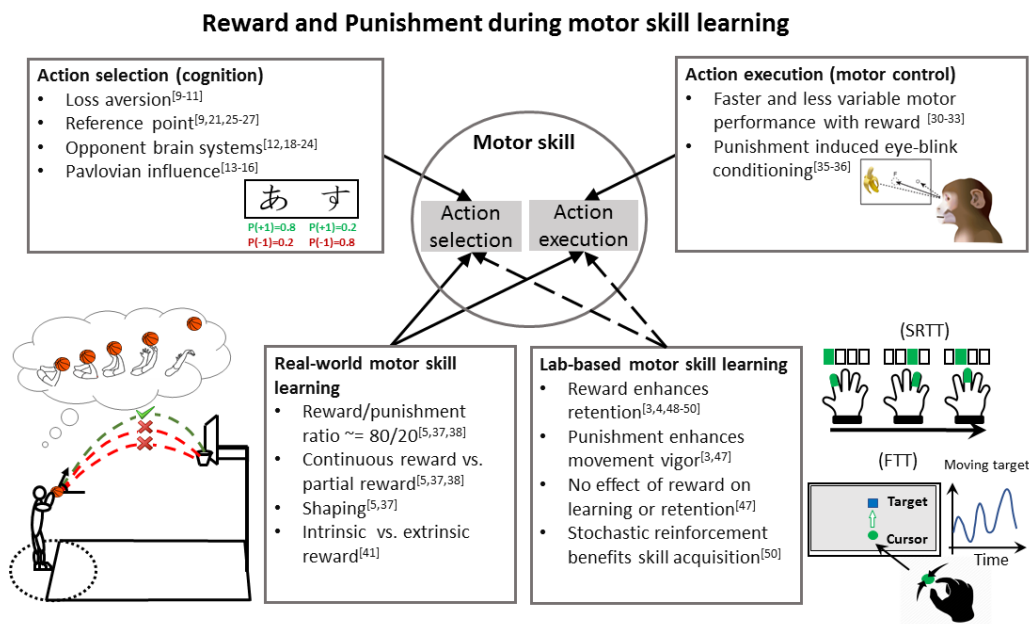 Reward and Punishment during motor skill learning
Action selection (cognition)
• Loss aversion[9-11]
• Reference point[9,21,25-27]
• Opponent brain systems[12,18-24]
• Pavlovian influence[13-16]
あ す
P(+1)=0.8 P(+1)=0.2
P(-1)=0.2 P(-1)=0.8
Motor skill
Action
selection
Action
execution
Action execution (motor control)
• Faster and less variable motor
performance with reward [30-33]
• Punishment induced eye-blink
conditioning[35-36]
Real-world motor skill
learning
• Reward/punishment
ratio ~= 80/20[5,37,38]
• Continuous reward vs.
partial reward[5,37,38]
• Shaping[5,37]
• Intrinsic vs. extrinsic
reward[41]
Lab-based motor skill learning
• Reward enhances
retention[3,4,48-50]
• Punishment enhances
movement vigor[3,47]
• No effect of reward on
learning or retention[47]
• Stochastic reinforcement
benefits skill acquisition[50]
(SRTT)
(FTT)
Moving target
Target
Cursor
Time